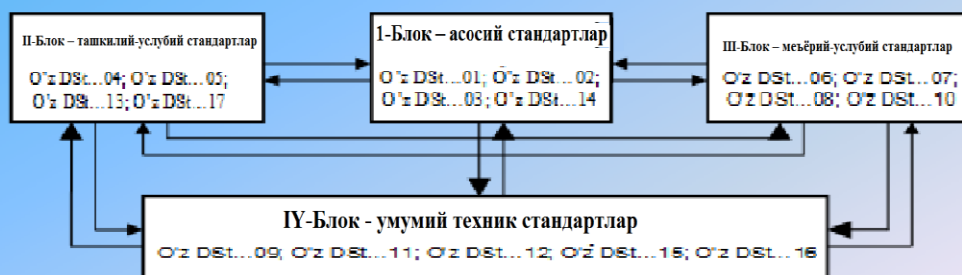 II-Блок – ташкилий-услубий стандартлар
O'z DSt...04; O'z DSt...05;
O'z DSt...13; O'z DSt...17
1-Блок – асосий стандартлар
O'z DSt...01; O'z DSt...02;
O'z DSt...03; O'z DSt...14
III-Блок – меъёрий-услубий стандартлар
O'z DSt...06; O'z DSt...07;
O'z DSt...08; O'z DSt...10
IY-Блок - умумий техник стандартлар
O'z DSt...09; O'z DSt...11; O'z DSt...12; O'z DSt...15; O'z DSt...16